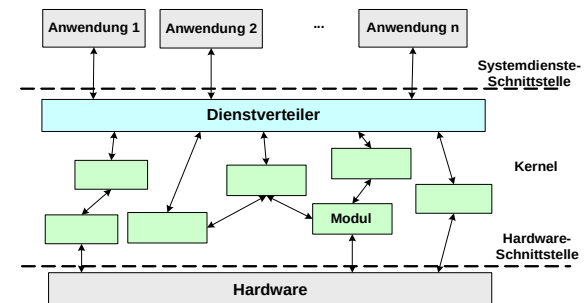 Anwendung 1
Anwendung 2
...
Anwendung n
Systemdienste-
Schnittstelle
Dienstverteiler
Kernel
Modul
Hardware-
Schnittstelle
Hardware